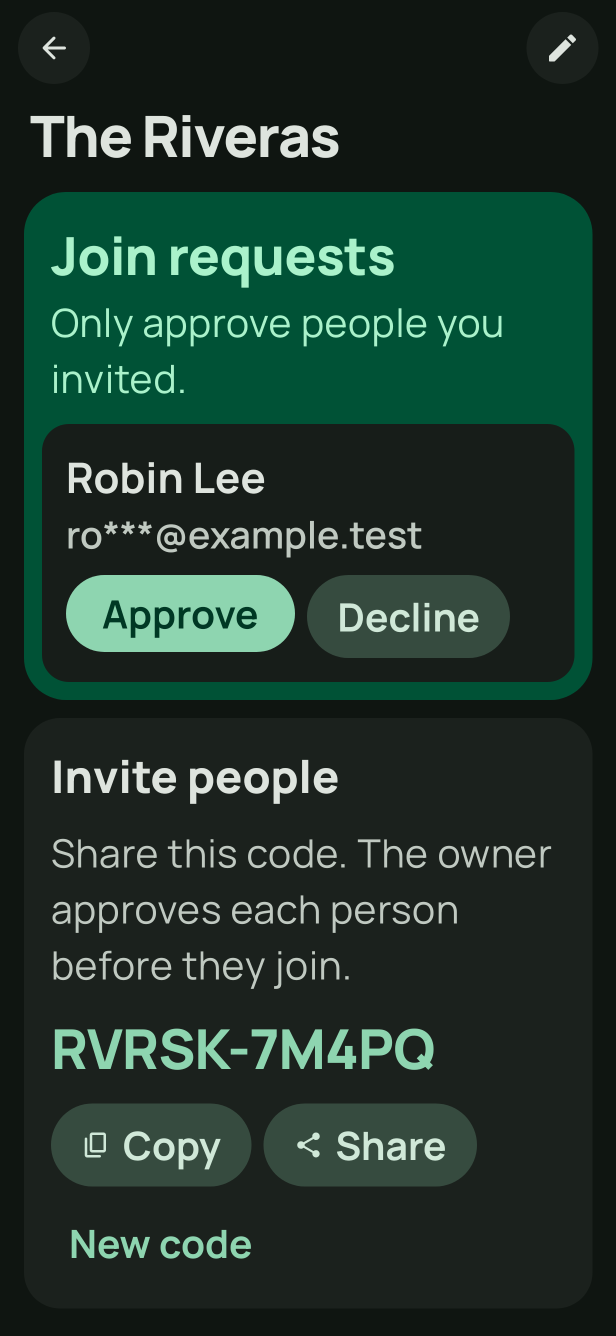 The Riveras
Join requests
Only approve people you
invited.
Robin Lee
ro***@example.test
Approve
Decline
Invite people
Share this code. The owner
approves each person
before they join.
RVRSK-7M4PQ
Copy
Share
New code